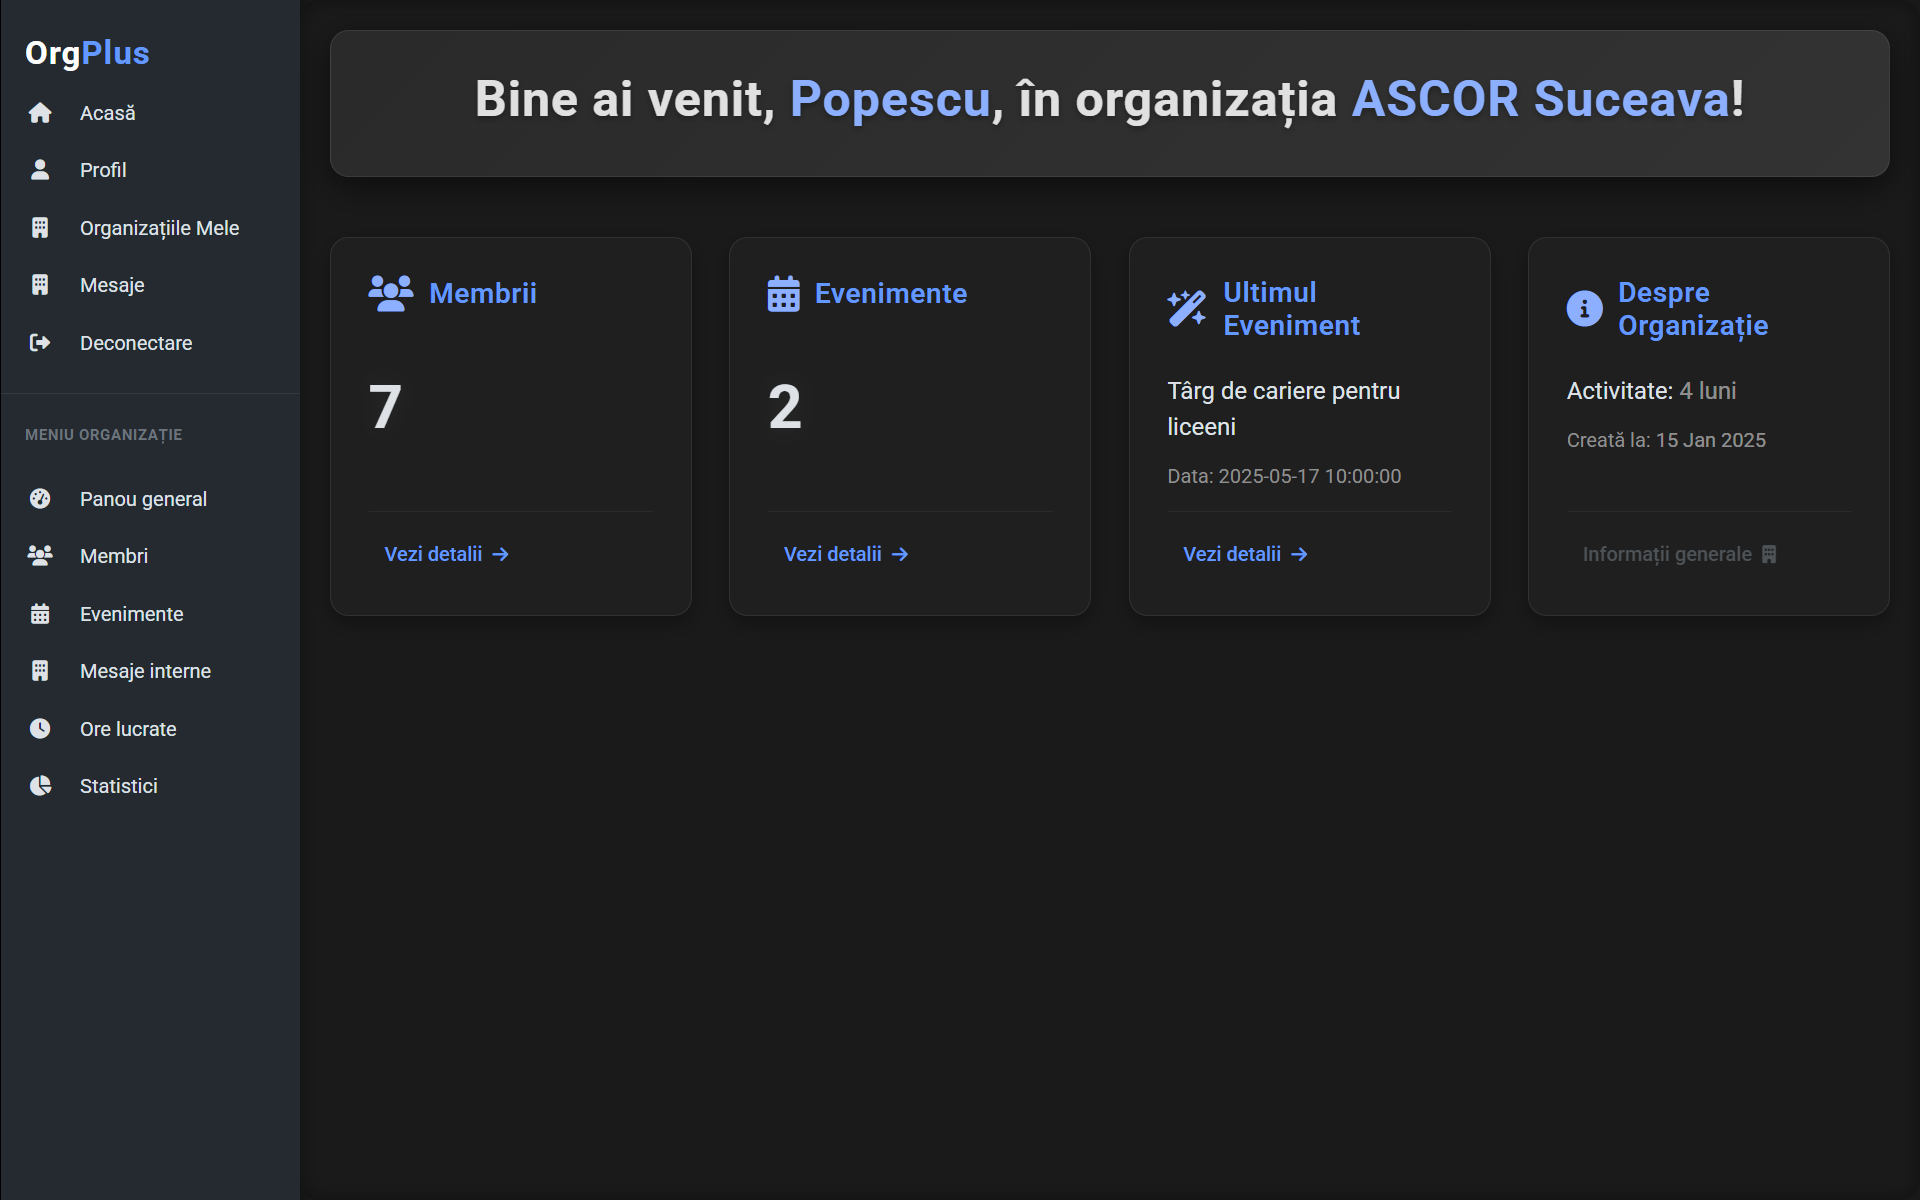 OrgPlus
Acasă
Profil
Organizațiile Mele
Mesaje
Deconectare
MENIU ORGANIZAȚIE
Panou general
Membri
Evenimente
Mesaje interne
Ore lucrate
Statistici
Bine ai venit, Popescu, în organizația ASCOR Suceava!
Membrii
7
Vezi detalii
Evenimente
2
Vezi detalii
Ultimul
Eveniment
Târg de cariere pentru
liceeni
Data: 2025-05-17 10:00:00
Vezi detalii
Despre
Organizație
Activitate: 4 luni
Creată la: 15 Jan 2025
Informații generale